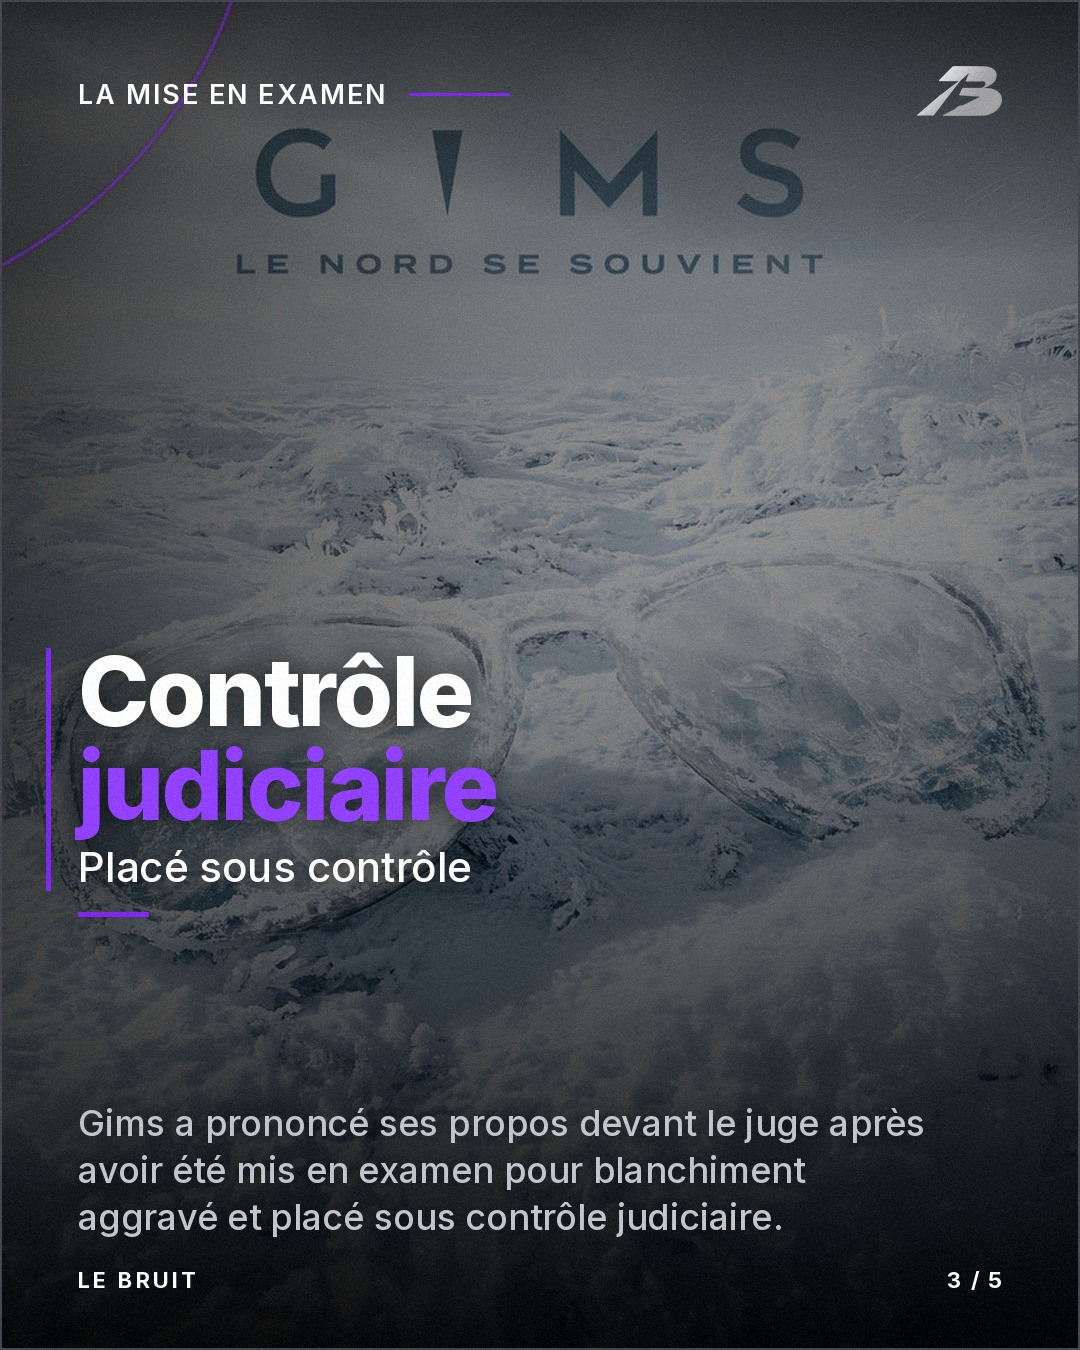 LA MISE EN EXAMEN
GIMS
LE NORD SE SOUVIENT
Contrôle
judiciaire
Placé sous contrôle
Gims a prononcé ses propos devant le juge après
avoir été mis en examen pour blanchiment
aggravé et placé sous contrôle judiciaire.
LE BRUIT
3 / 5